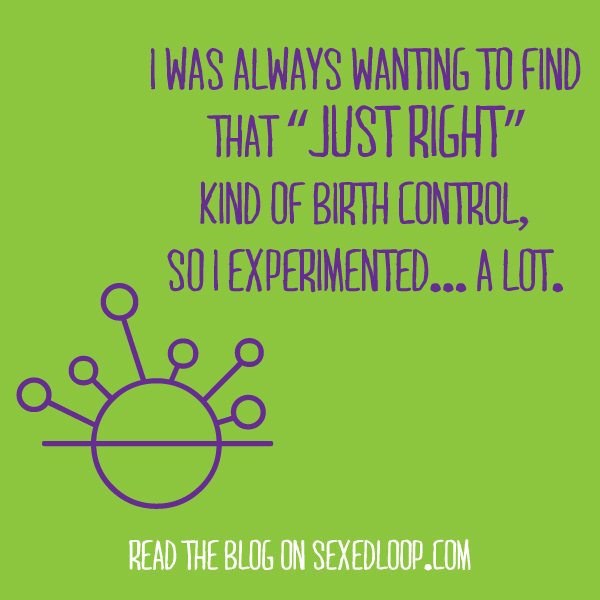 I WAS ALWAYS WANTING TO FIND
THAT “JUST RIGHT”
KIND OF BIRTH CONTROL,
SO I EXPERIMENTED... A LOT.
READ THE BLOG ON SEXEDLOOP.COM